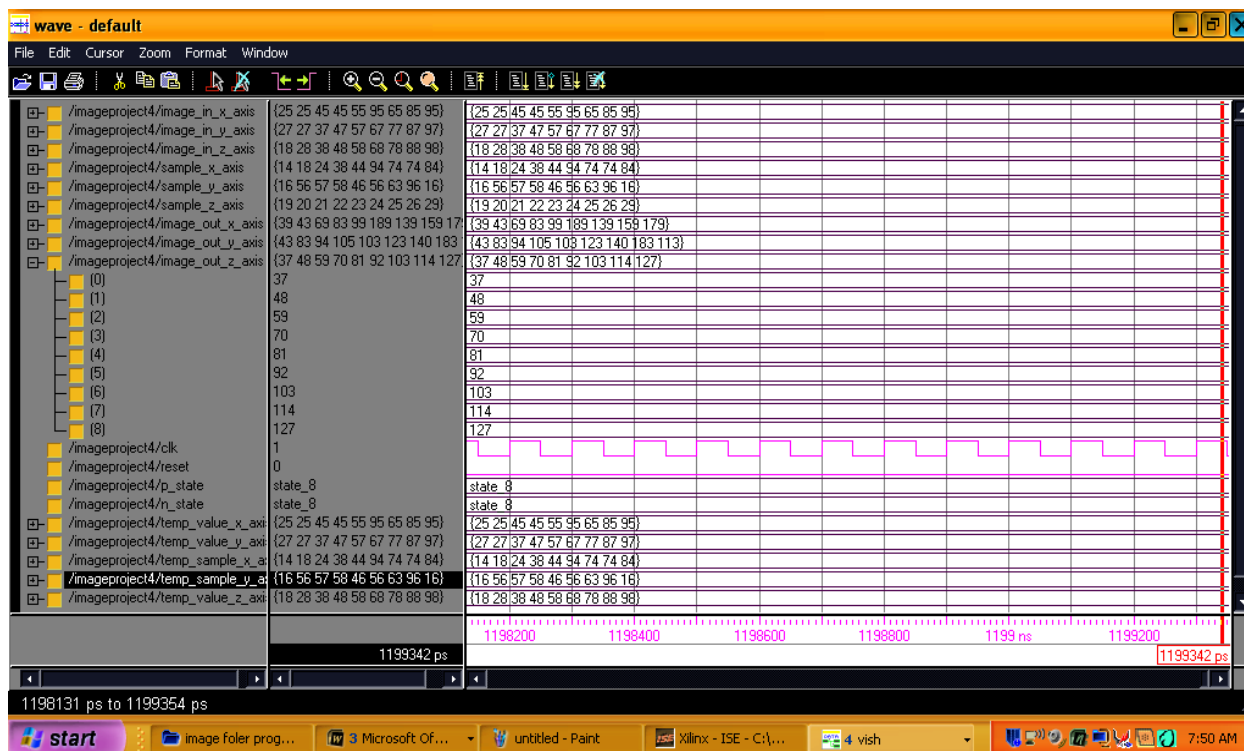 wave - default
File Edit Cursor Zoom Format Window
/imageproject4/image_in_x_axis {25 25 45 45 55 95 65 85 95} {25 25 45 45 55 95 65 85 95}
/imageproject4/image_in_y_axis {27 27 37 47 57 67 77 87 97} {27 27 37 47 57 67 77 87 97}
/imageproject4/image_in_z_axis {18 28 38 48 58 68 78 88 98} {18 28 38 48 58 68 78 88 98}
/imageproject4/sample_x_axis {14 18 24 38 44 94 74 74 84} {14 18 24 38 44 94 74 74 84}
/imageproject4/sample_y_axis {16 56 57 58 46 56 63 96 16} {16 56 57 58 46 56 63 96 16}
/imageproject4/sample_z_axis {19 20 21 22 23 24 25 26 29} {19 20 21 22 23 24 25 26 29}
/imageproject4/image_out_x_axis {39 43 69 83 99 189 139 159 17 {39 43 69 83 99 189 139 159 179}
/imageproject4/image_out_y_axis {43 83 94 105 103 123 140 183 {43 83 94 105 103 123 140 183 113}
/imageproject4/image_out_z_axis {37 48 59 70 81 92 103 114 127 {37 48 59 70 81 92 103 114 127}
(0) 37 37
(1) 48 48
(2) 59 59
(3) 70 70
(4) 81 81
(5) 92 92
(6) 103 103
(7) 114 114
(8) 127 127
/imageproject4/clk 1
/imageproject4/reset 0
/imageproject4/p_state state_8 state_8
/imageproject4/n_state state_8 state_8
/imageproject4/temp_value_x_axi {25 25 45 45 55 95 65 85 95} {25 25 45 45 55 95 65 85 95}
/imageproject4/temp_value_y_axi {27 27 37 47 57 67 77 87 97} {27 27 37 47 57 67 77 87 97}
/imageproject4/temp_sample_x_a {14 18 24 38 44 94 74 74 84} {14 18 24 38 44 94 74 74 84}
/imageproject4/temp_sample_y_a {16 56 57 58 46 56 63 96 16} {16 56 57 58 46 56 63 96 16}
/imageproject4/temp_value_z_axi {18 28 38 48 58 68 78 88 98} {18 28 38 48 58 68 78 88 98}
1198200 1198400 1198600 1198800 1199 ns 1199200
1199342 ps 1199342 ps
1198131 ps to 1199354 ps
start image foler prog... 3 Microsoft Of... untitled - Paint Xilinx - ISE - C:\... 4 vish 7:50 AM